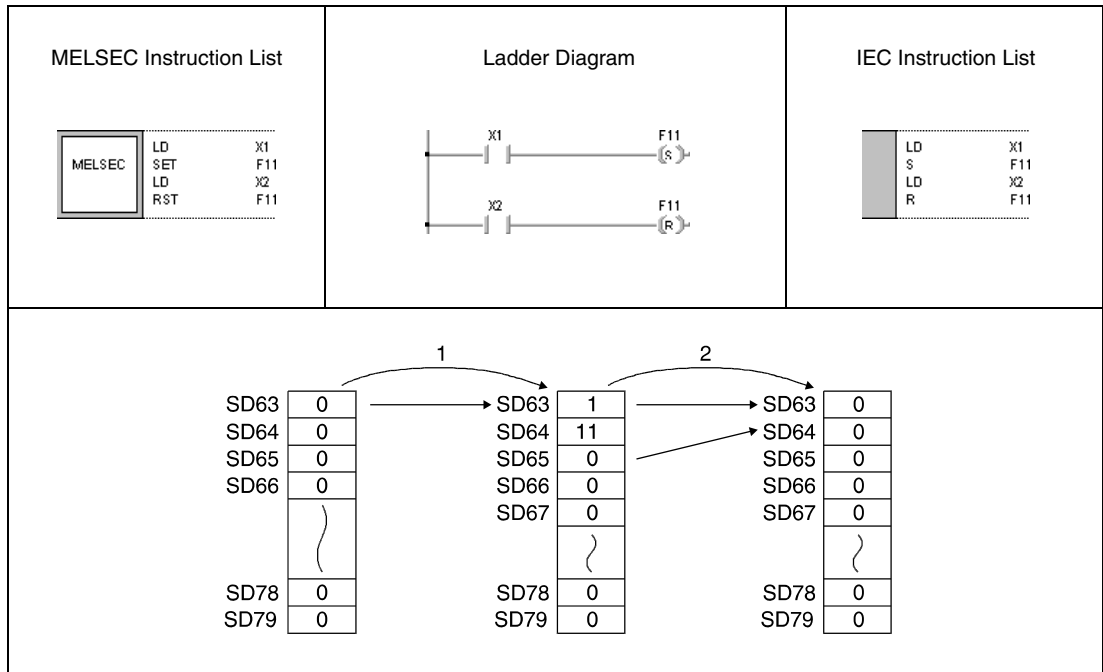 MELSEC Instruction List
MELSEC
LD X1
SET F11
LD X2
RST F11
Ladder Diagram
X1 F11
S
X2 F11
R
IEC Instruction List
LD X1
S F11
LD X2
R F11
1 2
SD63 0
SD64 0
SD65 0
SD66 0
SD78 0
SD79 0
SD63 1
SD64 11
SD65 0
SD66 0
SD67 0
SD78 0
SD79 0
SD63 0
SD64 0
SD65 0
SD66 0
SD67 0
SD78 0
SD79 0